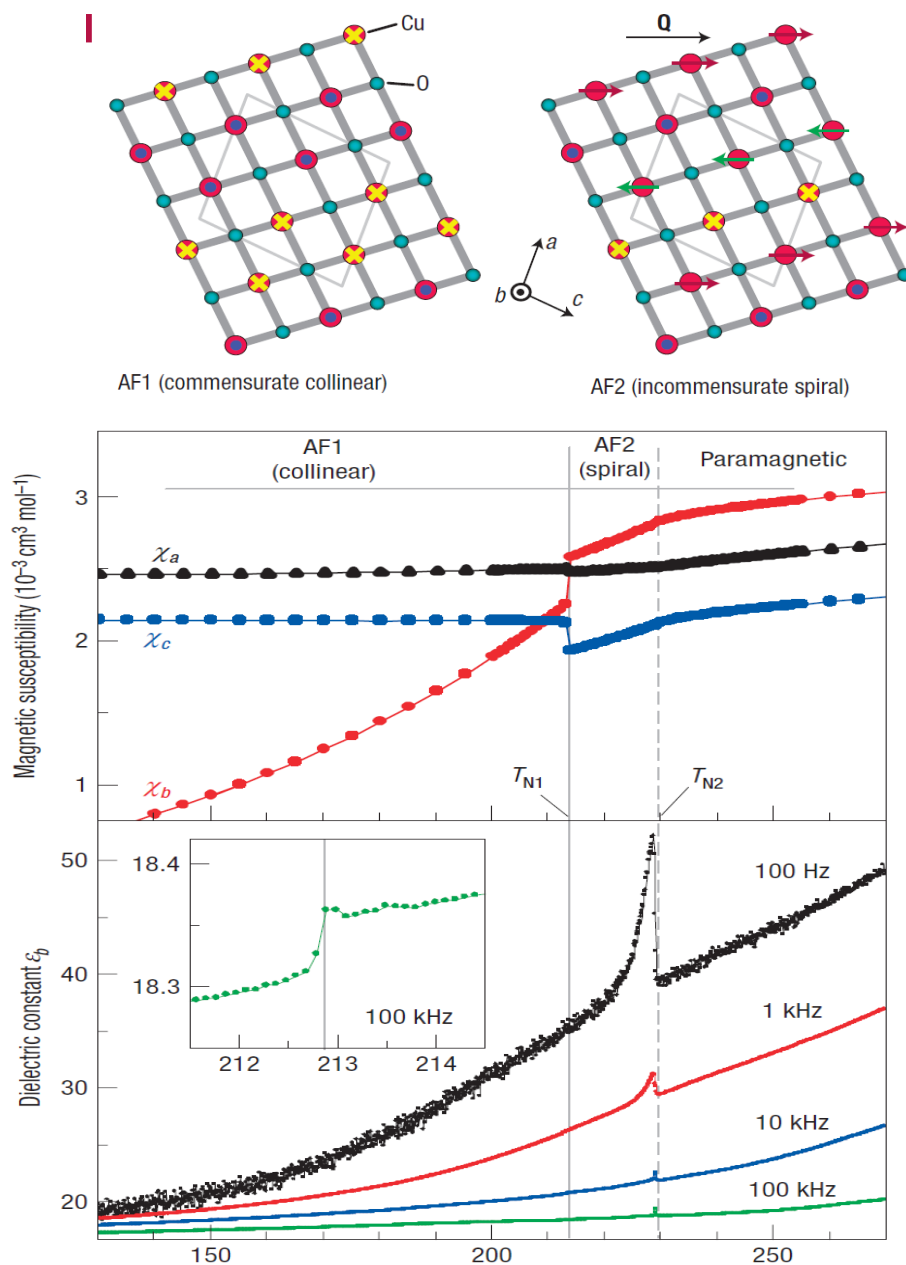 Cu
O
Q
a
b
c
AF1 (commensurate collinear)
AF2 (incommensurate spiral)
AF1
(collinear)
AF2
(spiral)
Paramagnetic
Magnetic susceptibility (10⁻³ cm³ mol⁻¹)
3
2
1
χa
χc
χb
TN1
TN2
Dielectric constant εb
50
40
30
20
18.4
18.3
100 kHz
212
213
214
100 Hz
1 kHz
10 kHz
100 kHz
150
200
250